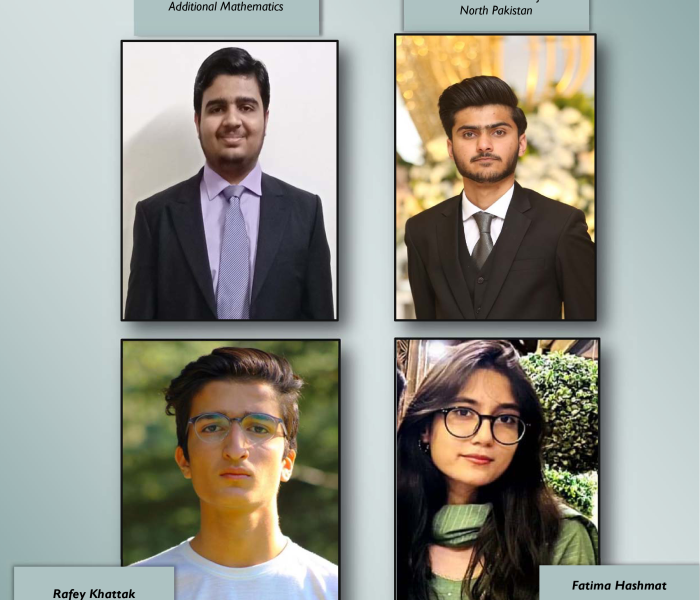 Additional Mathematics
North Pakistan
Rafey Khattak
Fatima Hashmat